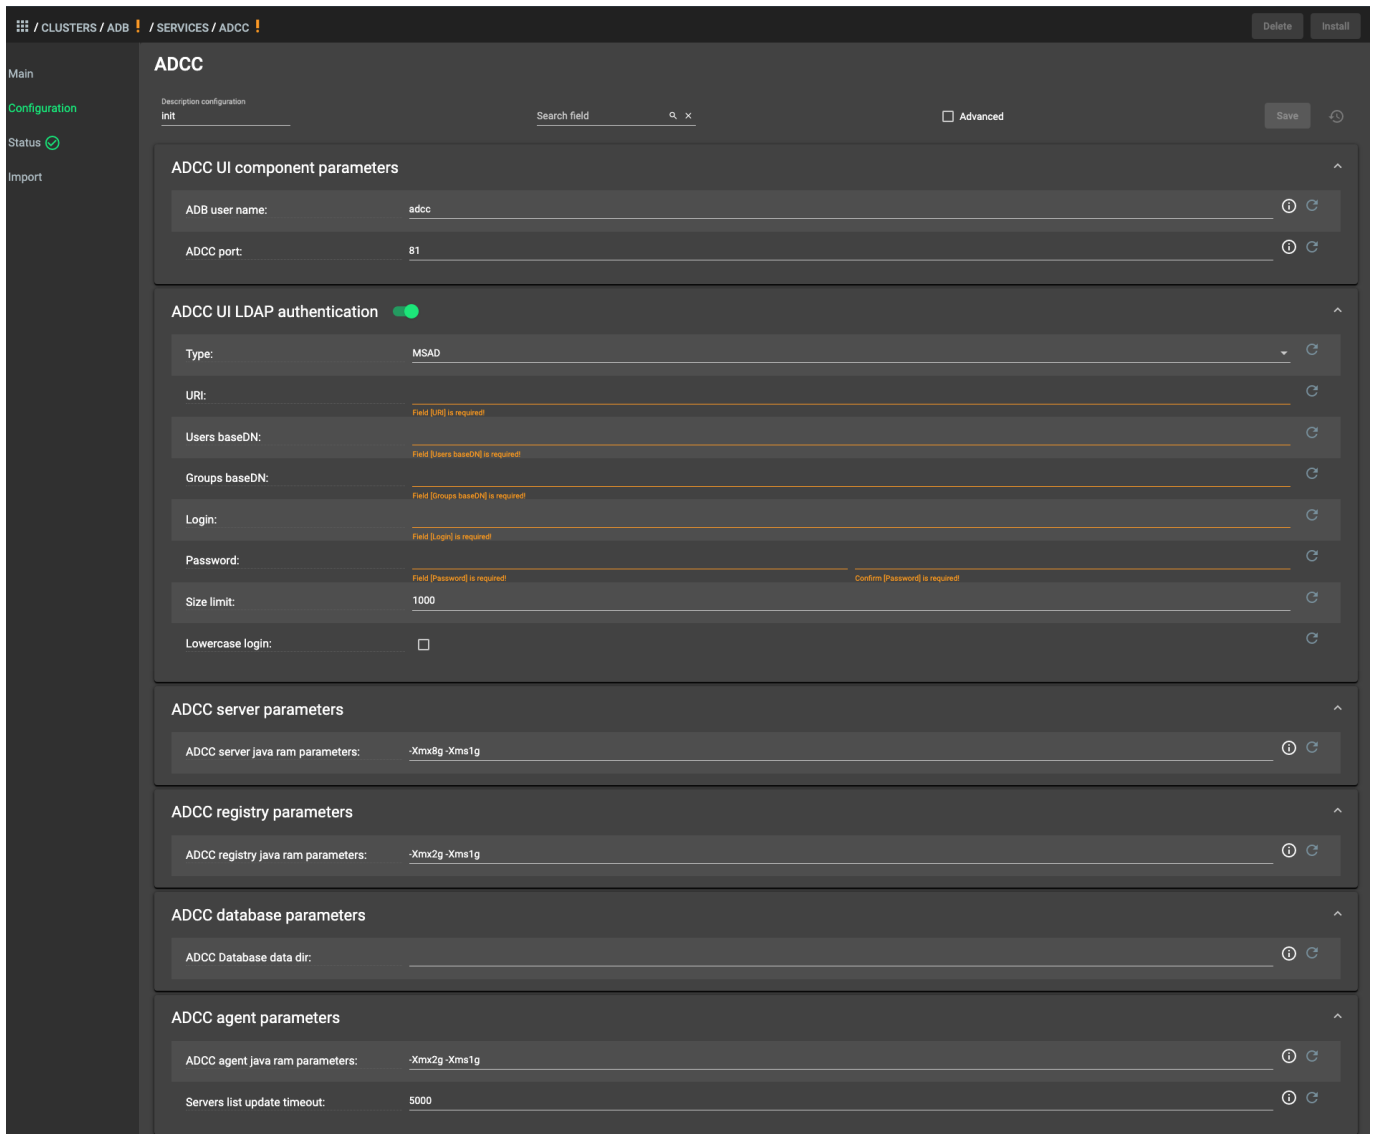 / CLUSTERS / ADB ! / SERVICES / ADCC !
Delete
Install
Main
Configuration
Status
Import
ADCC
Description configuration
init
Search field
Advanced
Save
ADCC UI component parameters
ADB user name: adcc
ADCC port: 81
ADCC UI LDAP authentication
Type: MSAD
URI:
Field [URI] is required!
Users baseDN:
Field [Users baseDN] is required!
Groups baseDN:
Field [Groups baseDN] is required!
Login:
Field [Login] is required!
Password:
Field [Password] is required! Confirm [Password] is required!
Size limit: 1000
Lowercase login:
ADCC server parameters
ADCC server java ram parameters: -Xmx8g -Xms1g
ADCC registry parameters
ADCC registry java ram parameters: -Xmx2g -Xms1g
ADCC database parameters
ADCC Database data dir:
ADCC agent parameters
ADCC agent java ram parameters: -Xmx2g -Xms1g
Servers list update timeout: 5000